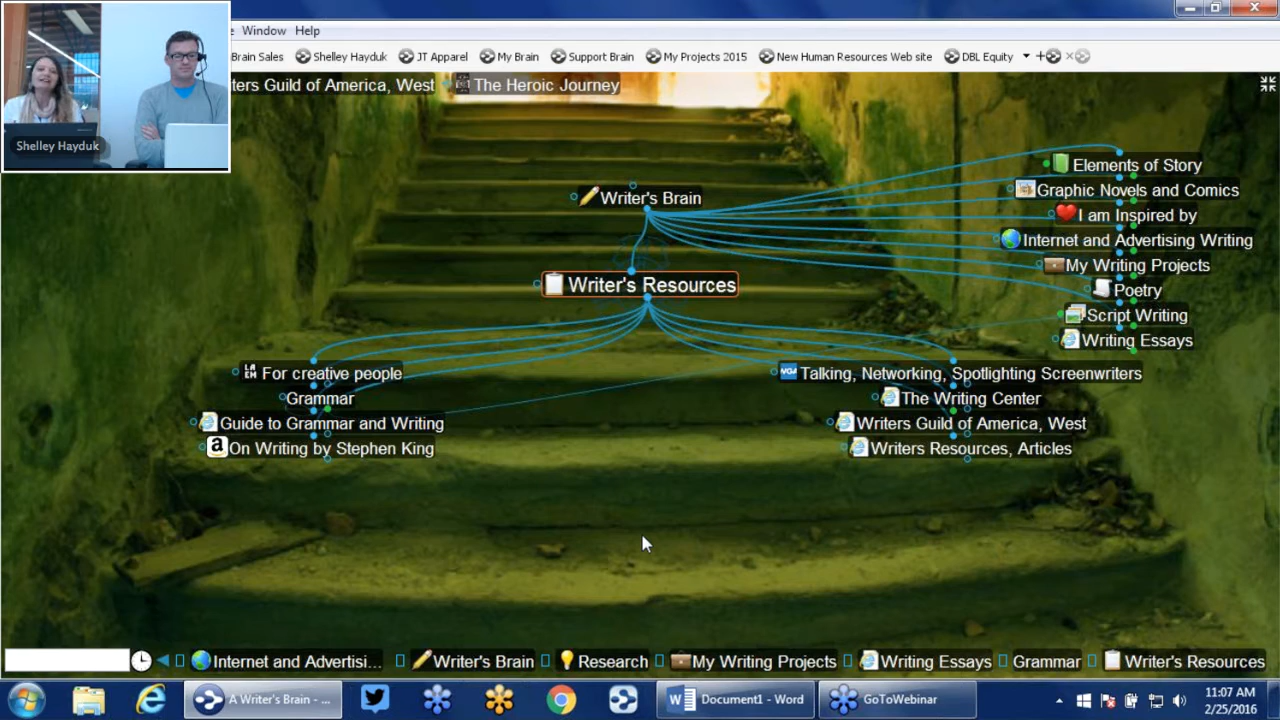 Window Help
Brain Sales Shelley Hayduk JT Apparel My Brain Support Brain My Projects 2015 New Human Resources Web site DBL Equity
ters Guild of America, West The Heroic Journey
Shelley Hayduk
Writer's Brain
Elements of Story
Graphic Novels and Comics
I am Inspired by
Internet and Advertising Writing
My Writing Projects
Poetry
Script Writing
Writing Essays
Writer's Resources
For creative people
Grammar
Guide to Grammar and Writing
On Writing by Stephen King
WGA Talking, Networking, Spotlighting Screenwriters
The Writing Center
Writers Guild of America, West
Writers Resources, Articles
Internet and Advertisi... Writer's Brain Research My Writing Projects Writing Essays Grammar Writer's Resources
A Writer's Brain - ... Document1 - Word GoToWebinar
11:07 AM
2/25/2016